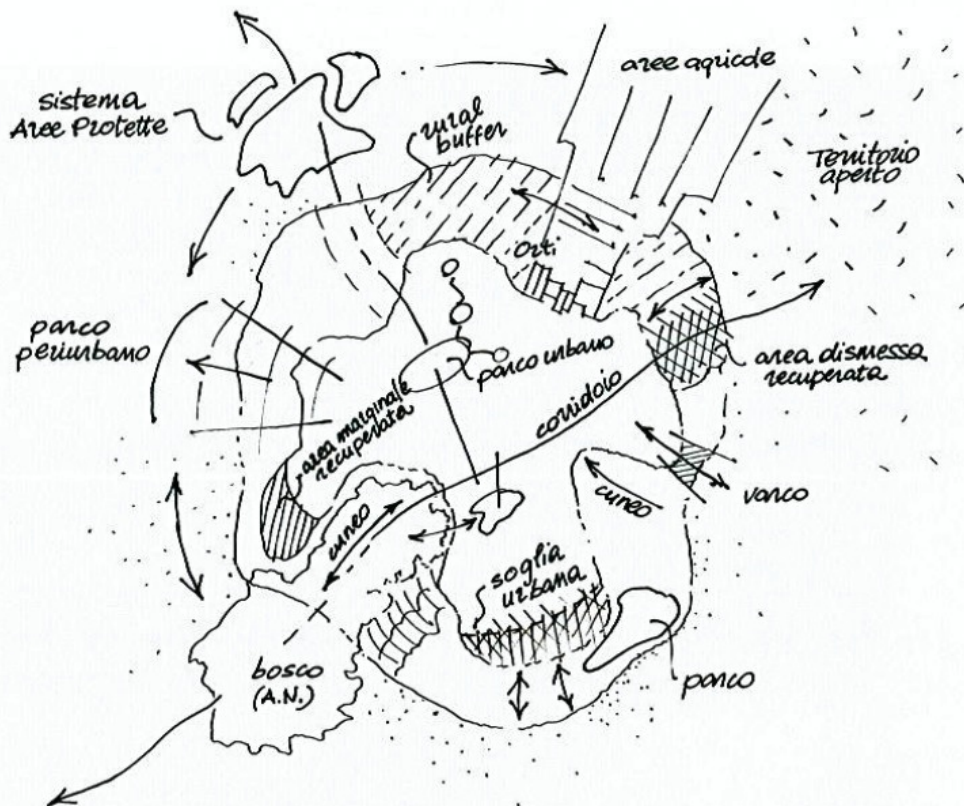 aree agricole
sistema
Aree Protette
rural
buffer
Territorio
aperto
Orti
parco
periurbano
parco urbano
area dismessa
recuperata
area marginale
recuperata
corridoio
cuneo
varco
cuneo
soglia
urbana
bosco
(A.N.)
parco